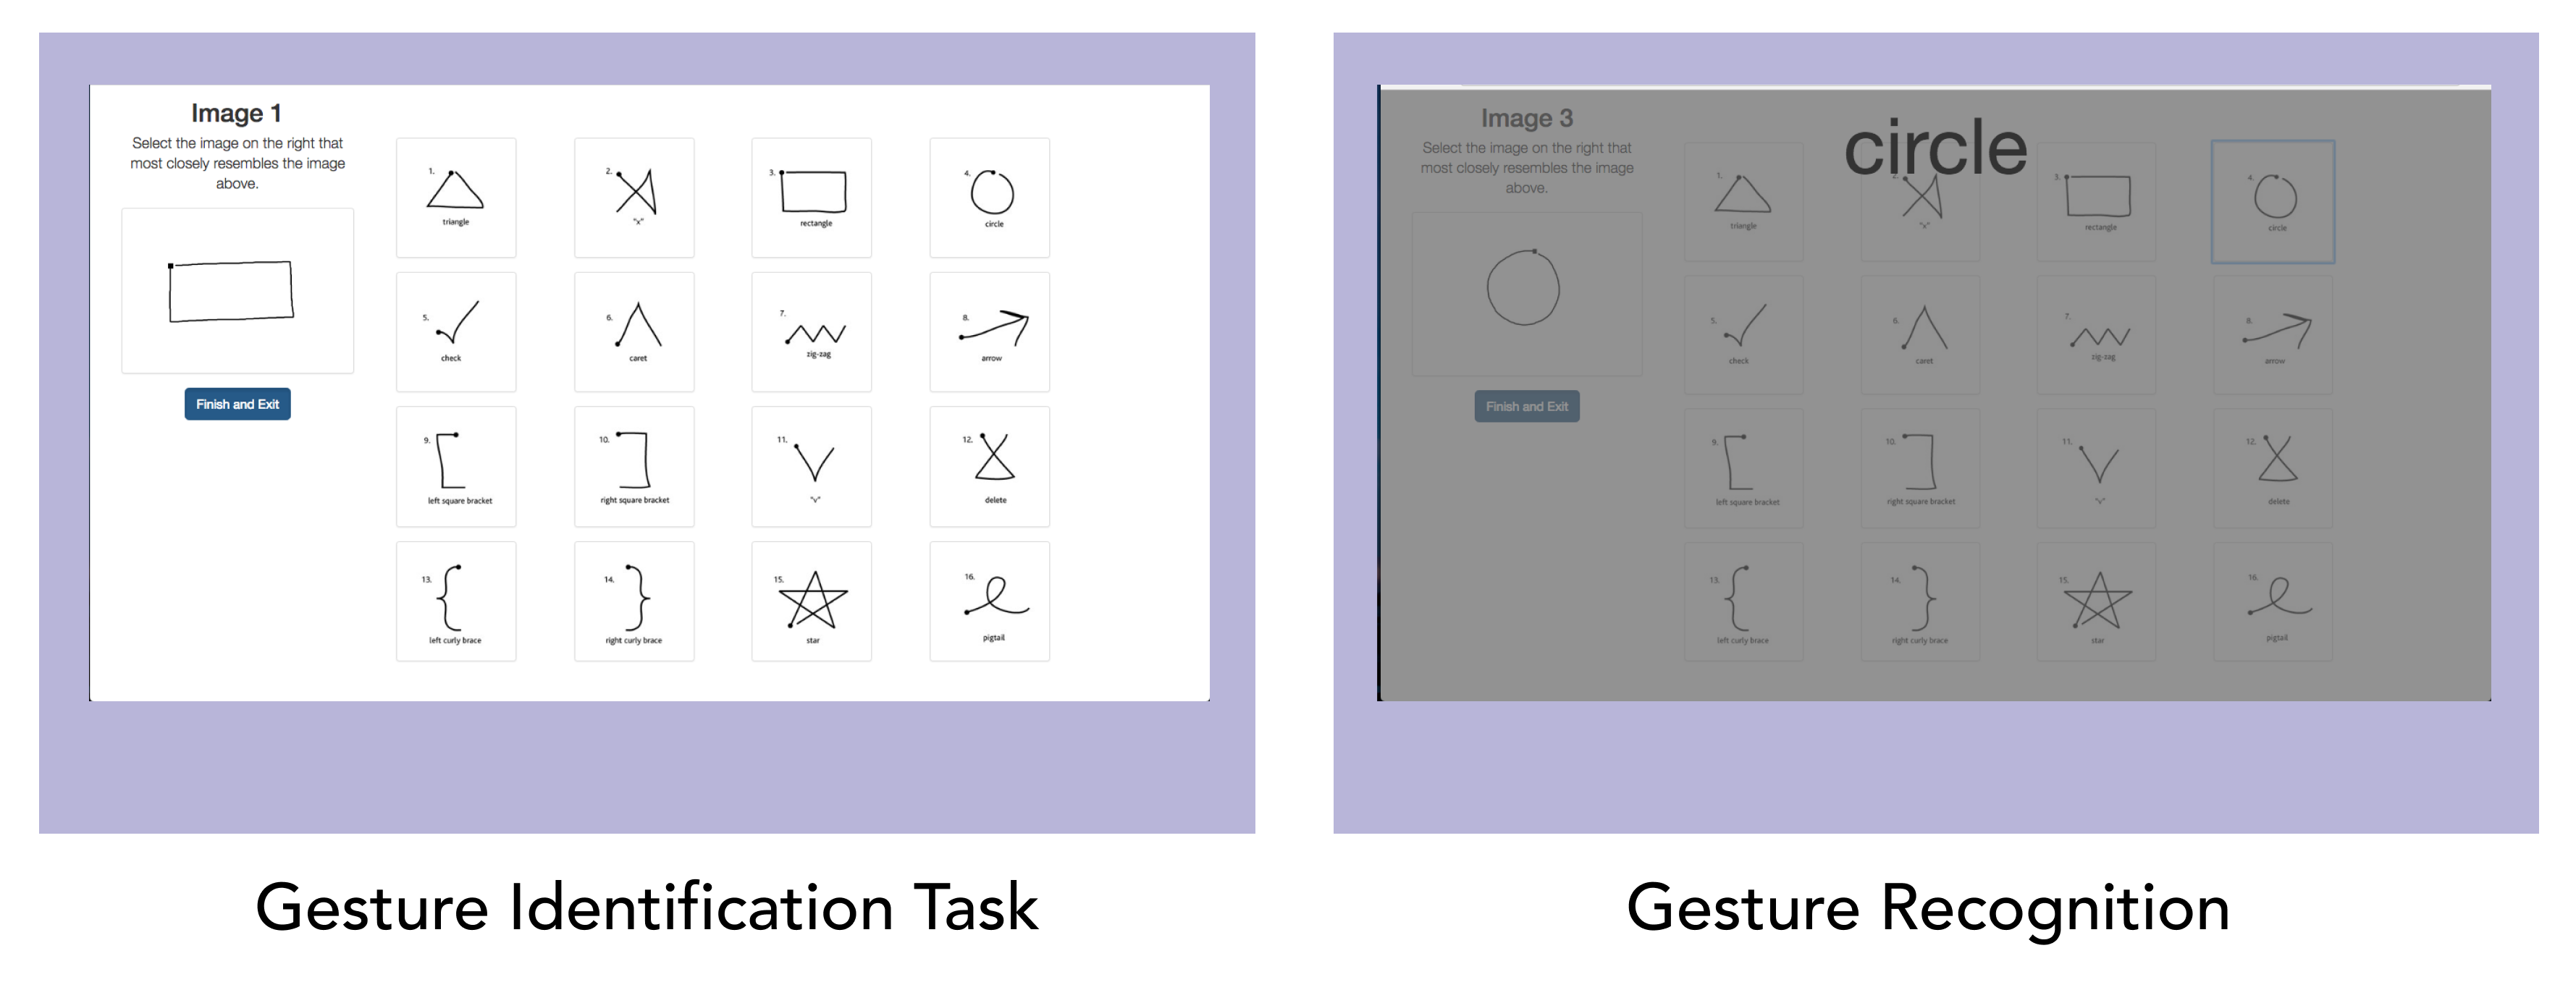 Image 1
Select the image on the right that
most closely resembles the image
above.
Finish and Exit
1.
triangle
2.
"x"
3.
rectangle
4.
circle
5.
check
6.
caret
7.
zig-zag
8.
arrow
9.
left square bracket
10.
right square bracket
11.
"v"
12.
delete
13.
left curly brace
14.
right curly brace
15.
star
16.
pigtail
Gesture Identification Task
Image 3
Select the image on the right that
most closely resembles the image
above.
Finish and Exit
circle
1.
triangle
2.
"x"
3.
rectangle
4.
circle
5.
check
6.
caret
7.
zig-zag
8.
arrow
9.
left square bracket
10.
right square bracket
11.
"v"
12.
delete
13.
left curly brace
14.
right curly brace
15.
star
16.
pigtail
Gesture Recognition